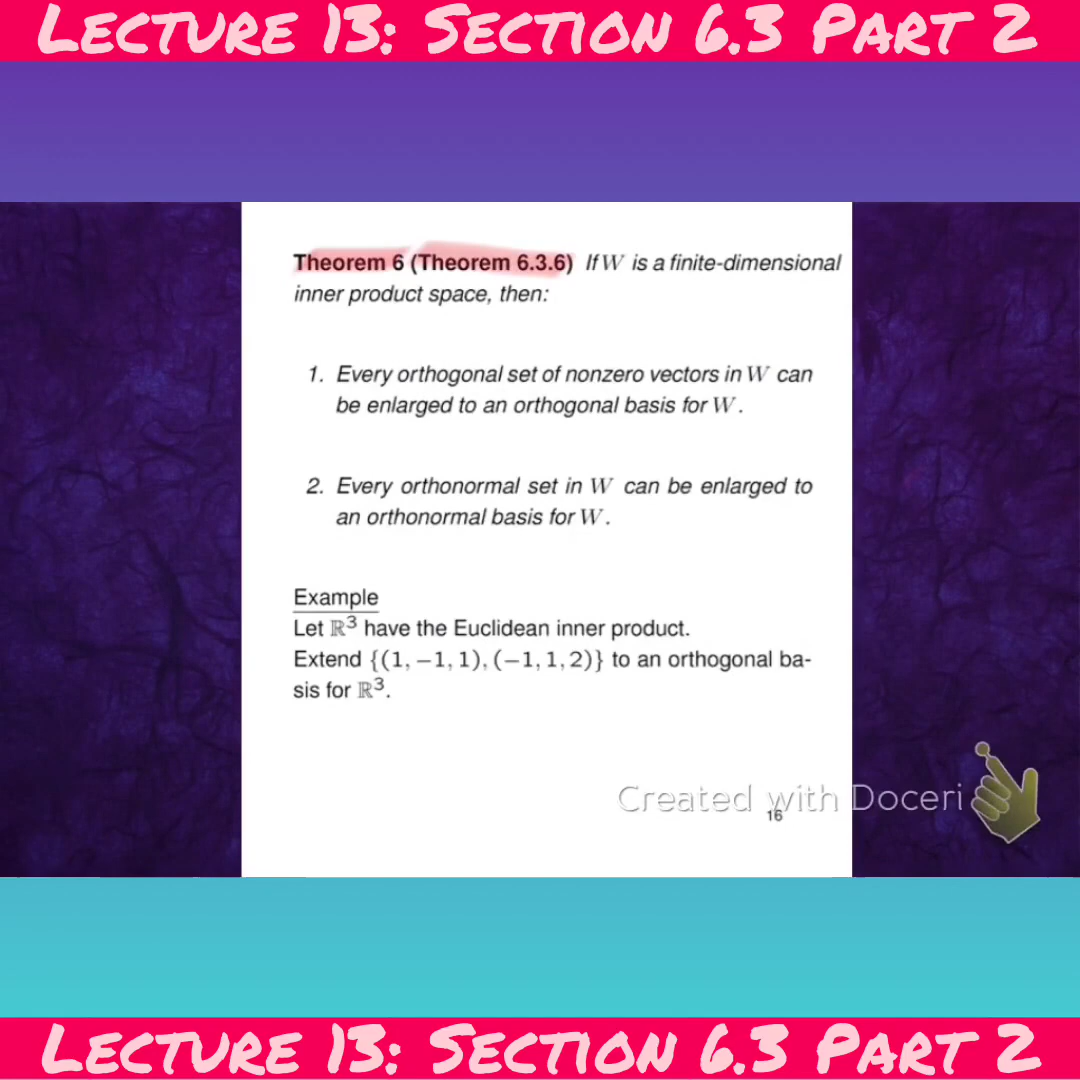 LECTURE 13: SECTION 6.3 PART 2
Theorem 6 (Theorem 6.3.6) If W is a finite-dimensional
inner product space, then:
1. Every orthogonal set of nonzero vectors in W can
be enlarged to an orthogonal basis for W.
2. Every orthonormal set in W can be enlarged to
an orthonormal basis for W.
Example
Let ℝ³ have the Euclidean inner product.
Extend {(1, −1, 1), (−1, 1, 2)} to an orthogonal ba-
sis for ℝ³.
Created with Doceri
16
LECTURE 13: SECTION 6.3 PART 2